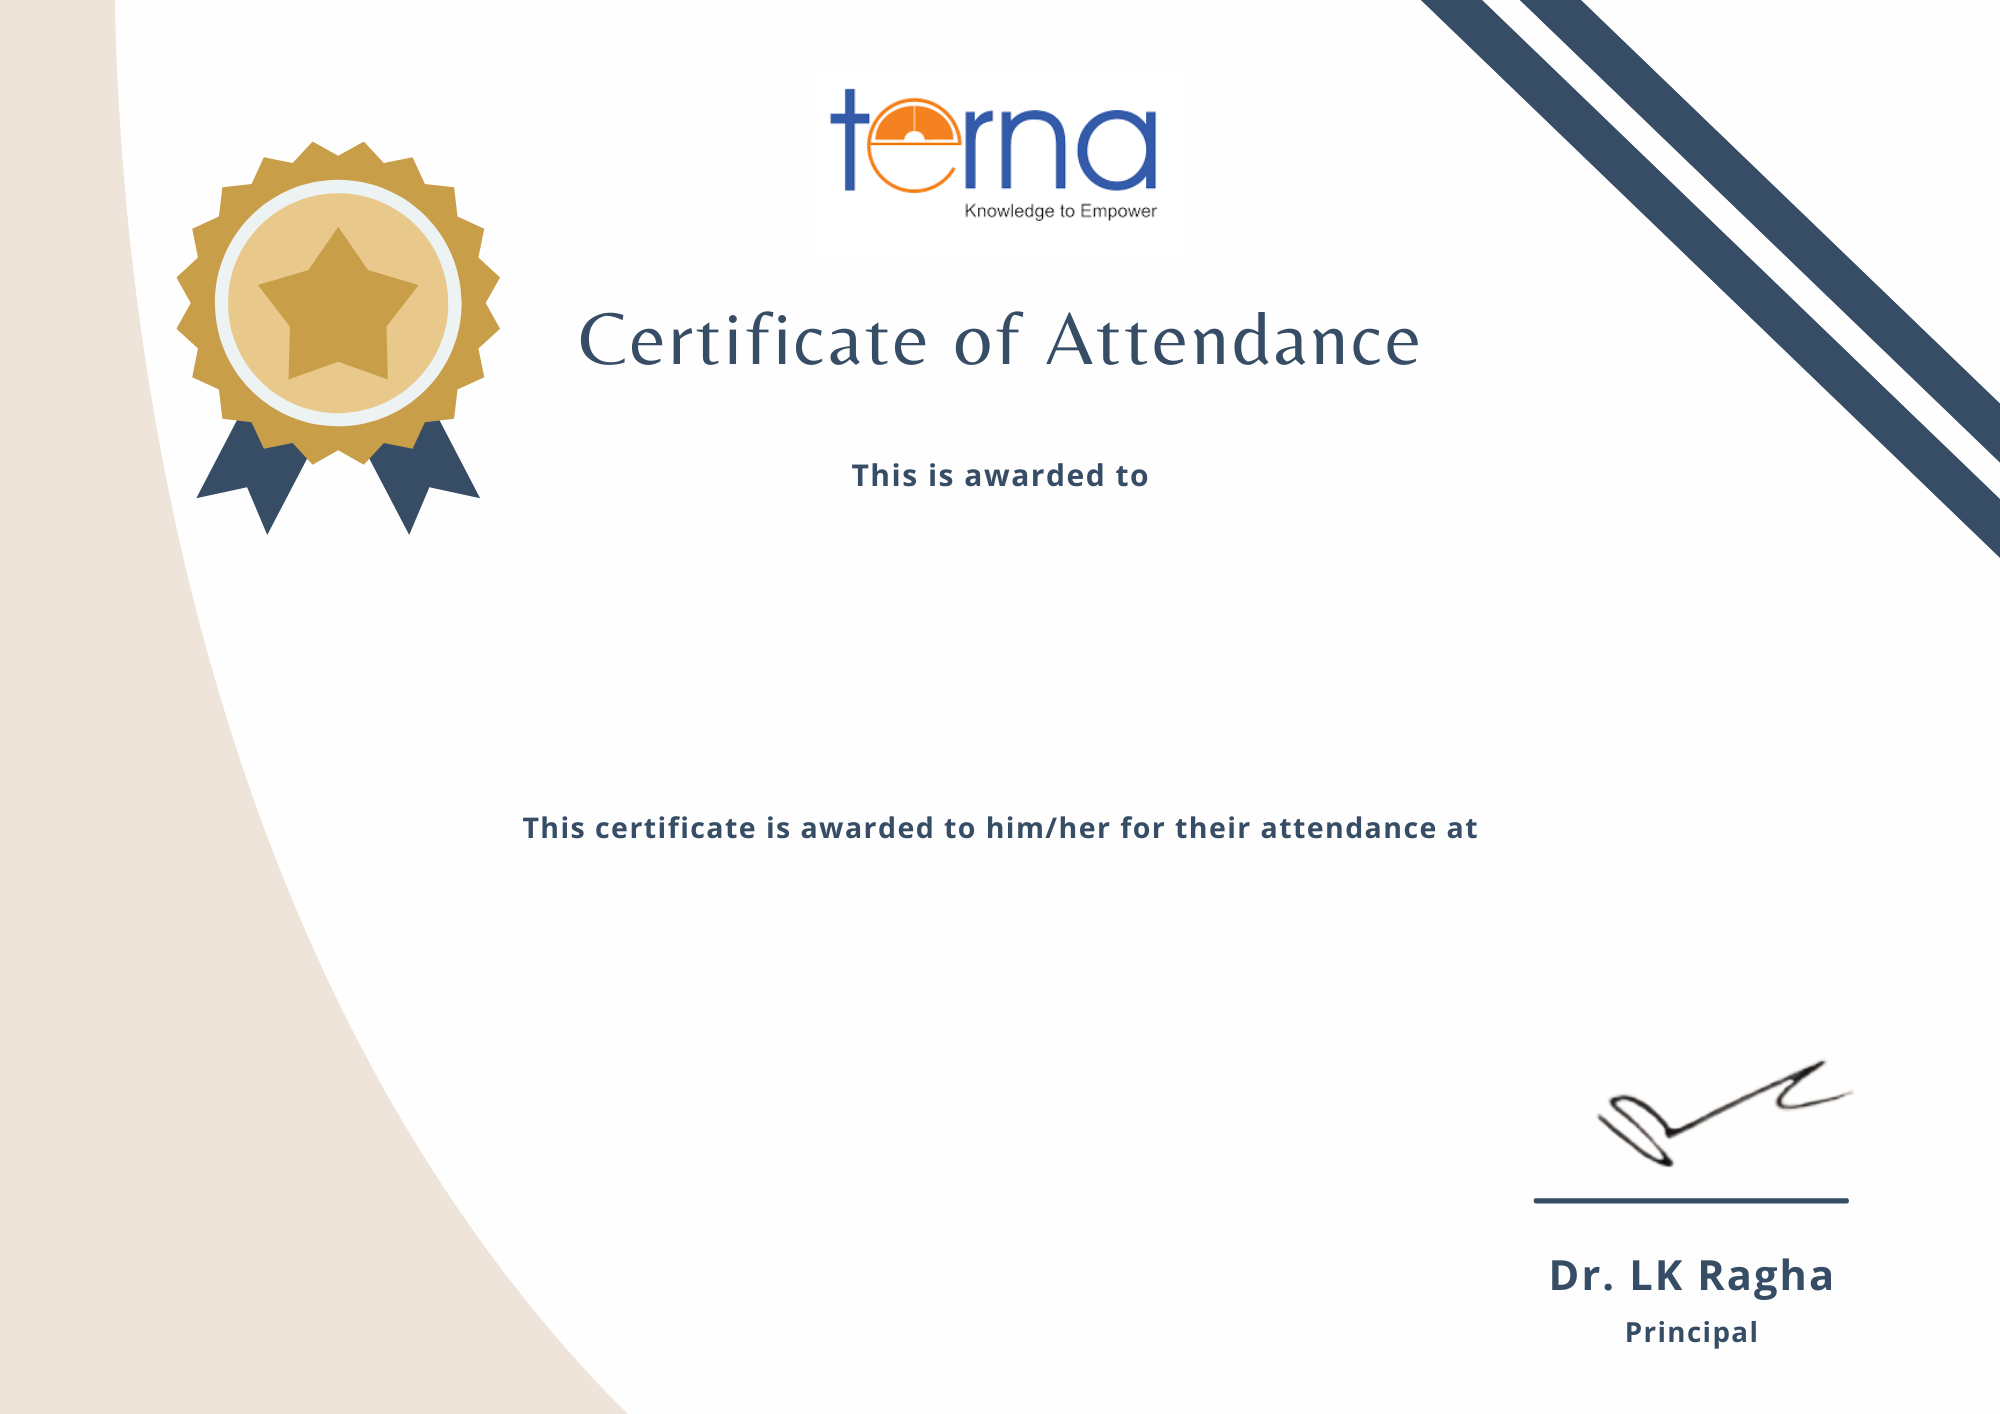 terna
Knowledge to Empower
Certificate of Attendance
This is awarded to
This certificate is awarded to him/her for their attendance at
Dr. LK Ragha
Principal